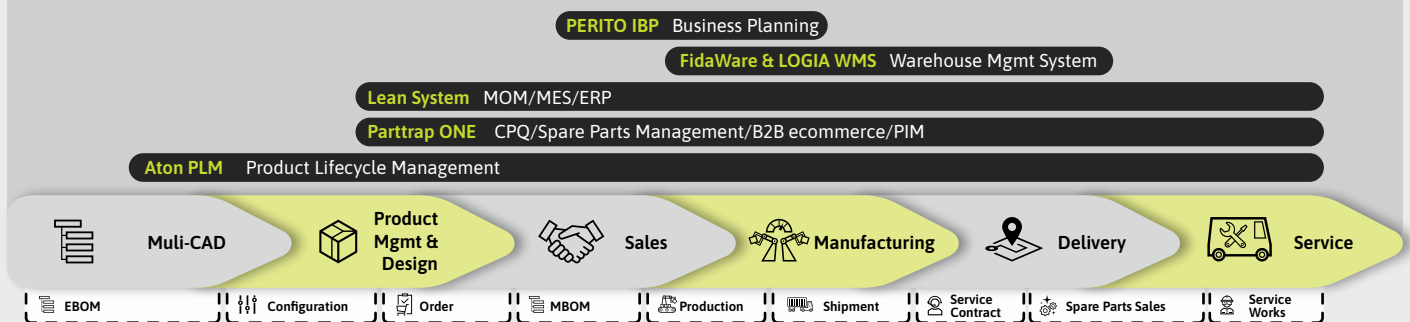 PERITO IBP Business Planning
FidaWare & LOGIA WMS Warehouse Mgmt System
Lean System MOM/MES/ERP
Parttrap ONE CPQ/Spare Parts Management/B2B ecommerce/PIM
Aton PLM Product Lifecycle Management
Muli-CAD
Product
Mgmt &
Design
Sales
Manufacturing
Delivery
Service
EBOM
Configuration
Order
MBOM
Production
Shipment
Service
Contract
Spare Parts Sales
Service
Works